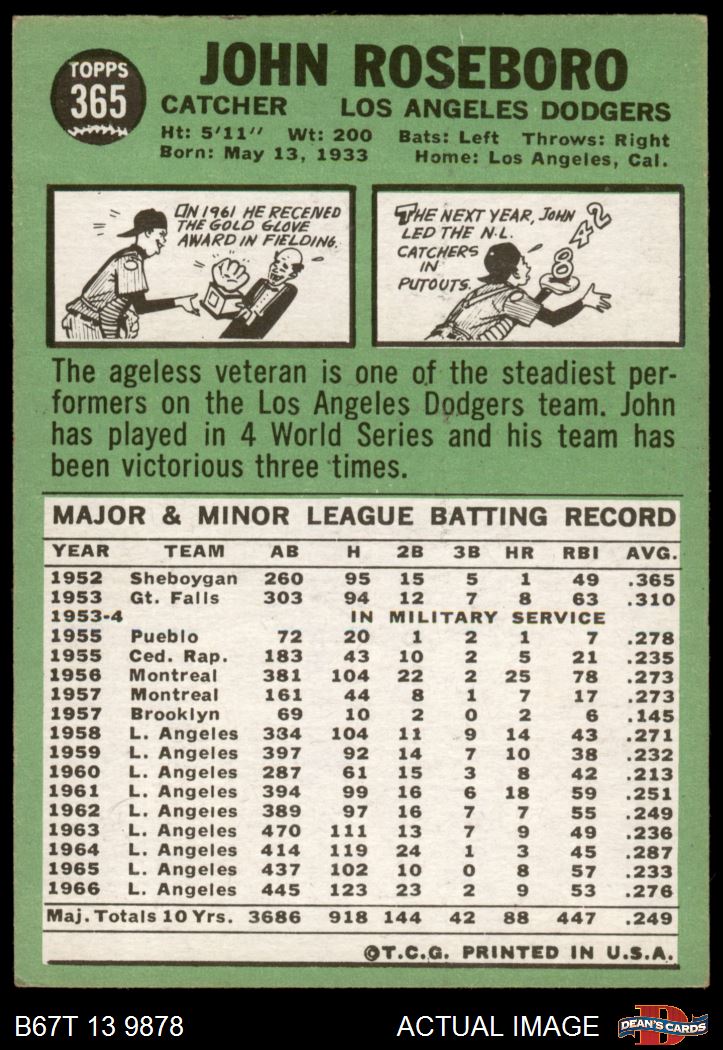 TOPPS
365
JOHN ROSEBORO
CATCHER LOS ANGELES DODGERS
Ht: 5'11" Wt: 200 Bats: Left Throws: Right
Born: May 13, 1933 Home: Los Angeles, Cal.
IN 1961 HE RECEIVED
THE GOLD GLOVE
AWARD IN FIELDING.
THE NEXT YEAR, JOHN
LED THE N.L.
CATCHERS
IN
PUTOUTS.
842
The ageless veteran is one of the steadiest per-
formers on the Los Angeles Dodgers team. John
has played in 4 World Series and his team has
been victorious three times.
MAJOR & MINOR LEAGUE BATTING RECORD
YEAR TEAM AB H 2B 3B HR RBI AVG.
1952 Sheboygan 260 95 15 5 1 49 .365
1953 Gt. Falls 303 94 12 7 8 63 .310
1953-4 IN MILITARY SERVICE
1955 Pueblo 72 20 1 2 1 7 .278
1955 Ced. Rap. 183 43 10 2 5 21 .235
1956 Montreal 381 104 22 2 25 78 .273
1957 Montreal 161 44 8 1 7 17 .273
1957 Brooklyn 69 10 2 0 2 6 .145
1958 L. Angeles 334 104 11 9 14 43 .271
1959 L. Angeles 397 92 14 7 10 38 .232
1960 L. Angeles 287 61 15 3 8 42 .213
1961 L. Angeles 394 99 16 6 18 59 .251
1962 L. Angeles 389 97 16 7 7 55 .249
1963 L. Angeles 470 111 13 7 9 49 .236
1964 L. Angeles 414 119 24 1 3 45 .287
1965 L. Angeles 437 102 10 0 8 57 .233
1966 L. Angeles 445 123 23 2 9 53 .276
Maj. Totals 10 Yrs. 3686 918 144 42 88 447 .249
©T.C.G. PRINTED IN U.S.A.
B67T 13 9878 ACTUAL IMAGE
D
DEAN'S CARDS